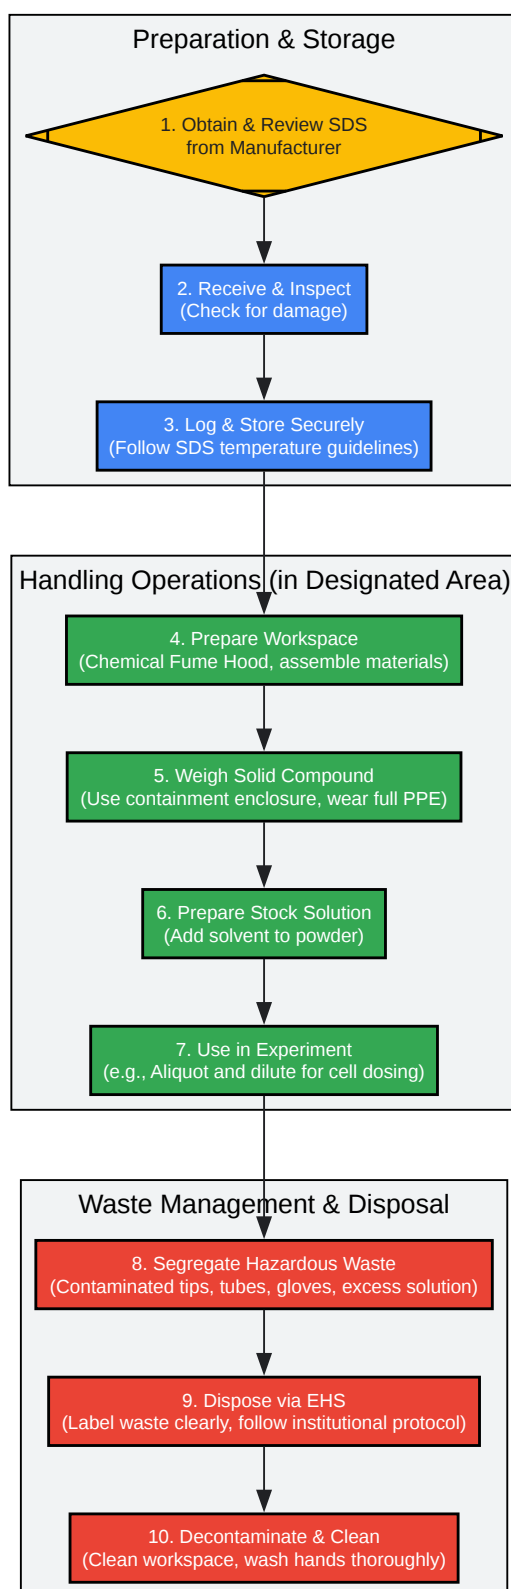 Preparation & Storage
1. Obtain & Review SDS
from Manufacturer
2. Receive & Inspect
(Check for damage)
3. Log & Store Securely
(Follow SDS temperature guidelines)
Handling Operations (in Designated Area)
4. Prepare Workspace
(Chemical Fume Hood, assemble materials)
5. Weigh Solid Compound
(Use containment enclosure, wear full PPE)
6. Prepare Stock Solution
(Add solvent to powder)
7. Use in Experiment
(e.g., Aliquot and dilute for cell dosing)
Waste Management & Disposal
8. Segregate Hazardous Waste
(Contaminated tips, tubes, gloves, excess solution)
9. Dispose via EHS
(Label waste clearly, follow institutional protocol)
10. Decontaminate & Clean
(Clean workspace, wash hands thoroughly)